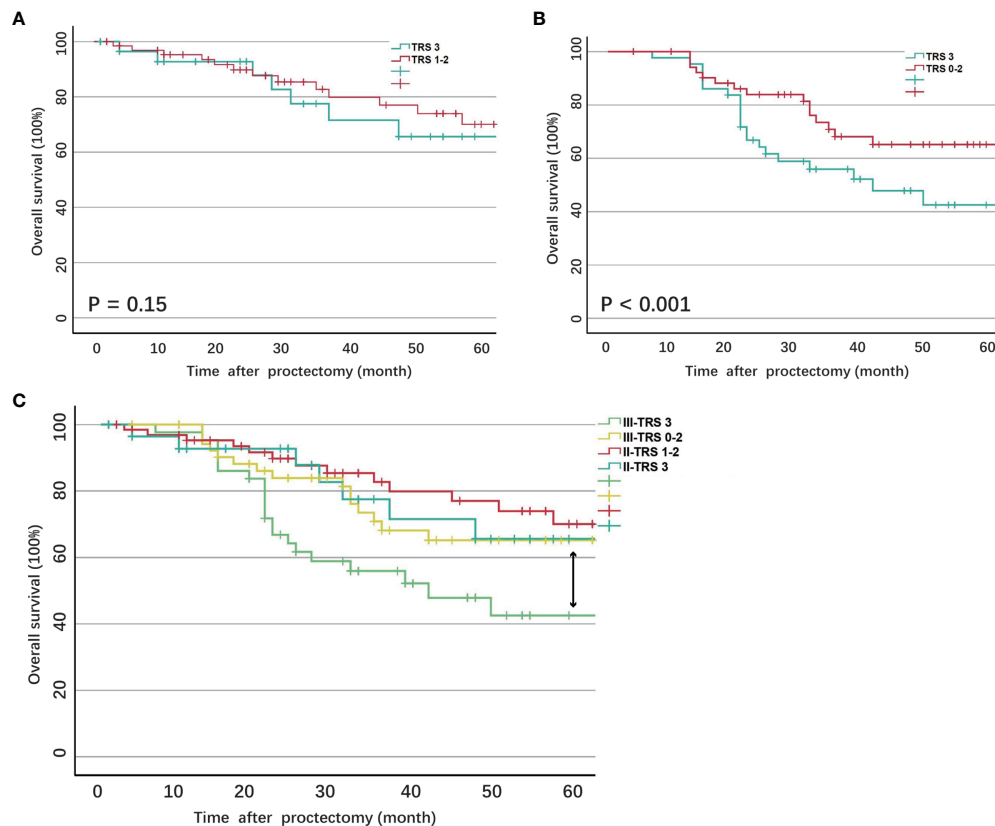 A
Overall survival (100%)
100
80
60
40
20
0
TRS 3
TRS 1-2
P = 0.15
0 10 20 30 40 50 60
Time after proctectomy (month)
B
Overall survival (100%)
100
80
60
40
20
0
TRS 3
TRS 0-2
P < 0.001
0 10 20 30 40 50 60
Time after proctectomy (month)
C
Overall survival (100%)
100
80
60
40
20
0
III-TRS 3
III-TRS 0-2
II-TRS 1-2
II-TRS 3
0 10 20 30 40 50 60
Time after proctectomy (month)